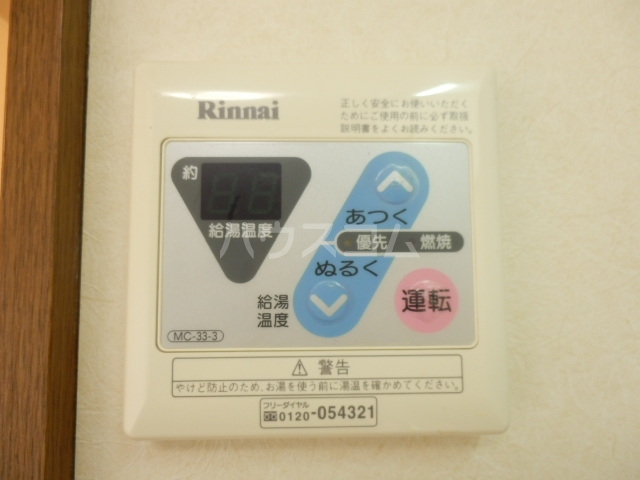 Rinnai
正しく安全にお使いいただく
ためにご使用の前に必ず取扱
説明書をよくお読みください。
約
給湯温度
あつく
優先 燃焼
ハウスコム
ぬるく
給湯
温度
運転
MC-33-3
⚠ 警告
やけど防止のため、お湯を使う前に湯温を確かめてください。
フリーダイヤル
0120-054321